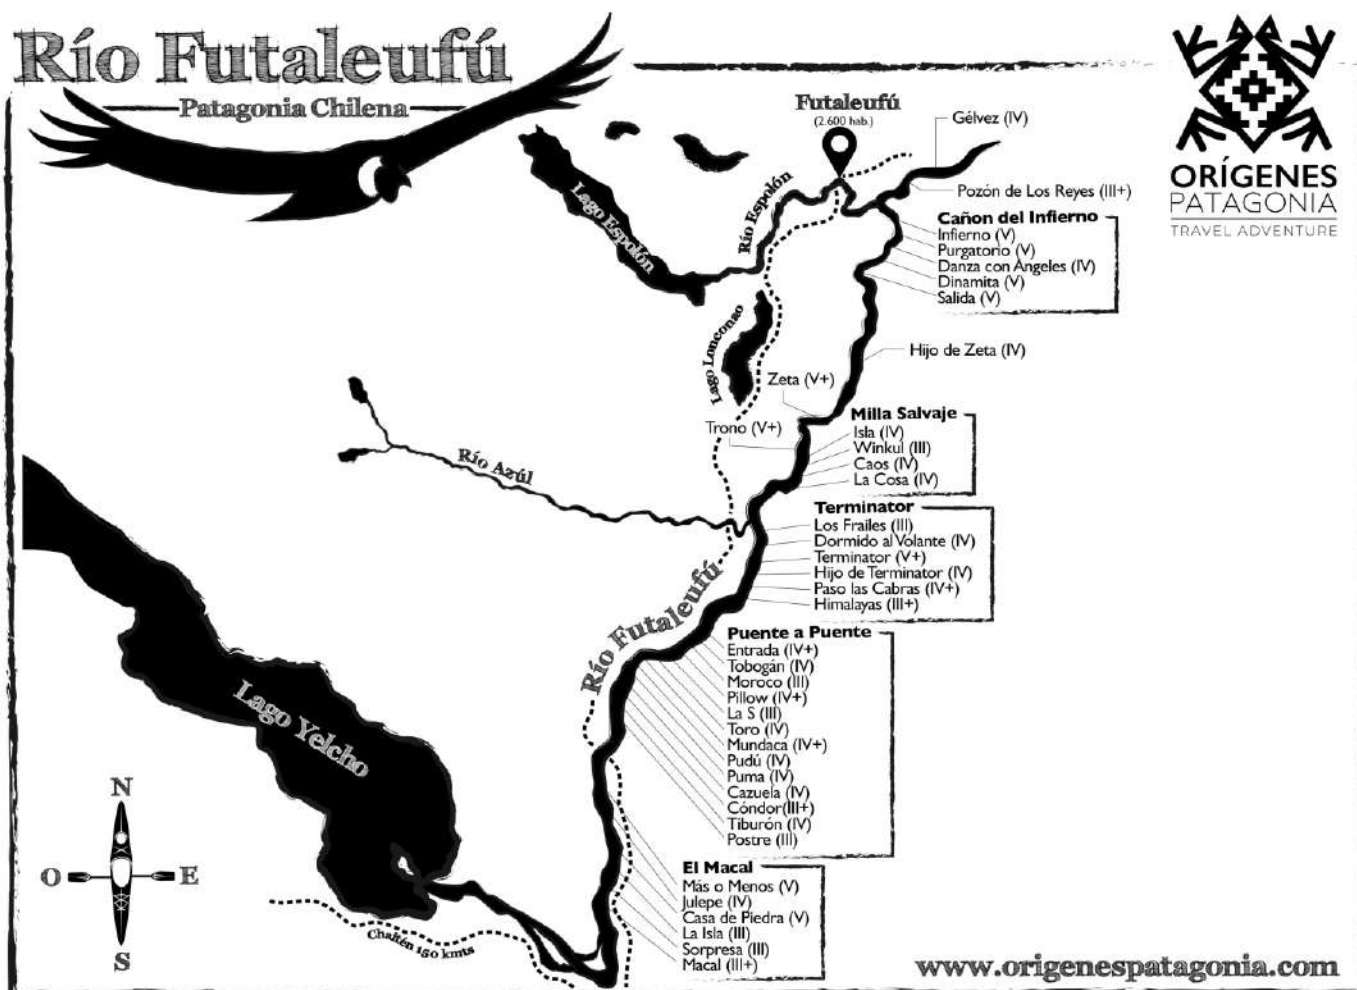 Río Futaleufú
Patagonia Chilena
Futaleufú
(2.600 hab.)
Gélvez (IV)
Pozón de Los Reyes (III+)
ORÍGENES
PATAGONIA
TRAVEL ADVENTURE
Lago Espolón
Río Espolón
Cañon del Infierno
Infierno (V)
Purgatorio (V)
Danza con Angeles (IV)
Dinamita (V)
Salida (V)
Lago Lonconao
Hijo de Zeta (IV)
Zeta (V+)
Trono (V+)
Milla Salvaje
Isla (IV)
Winkul (III)
Caos (IV)
La Cosa (IV)
Río Azúl
Terminator
Los Frailes (III)
Dormido al Volante (IV)
Terminator (V+)
Hijo de Terminator (IV)
Paso las Cabras (IV+)
Himalayas (III+)
Río Futaleufú
Puente a Puente
Entrada (IV+)
Tobogán (IV)
Moroco (III)
Pillow (IV+)
La S (III)
Toro (IV)
Mundaca (IV+)
Pudú (IV)
Puma (IV)
Cazuela (IV)
Cóndor(III+)
Tiburón (IV)
Postre (III)
Lago Yelcho
El Macal
Más o Menos (V)
Julepe (IV)
Casa de Piedra (V)
La Isla (III)
Sorpresa (III)
Macal (III+)
N
O
E
S
Chaitén 150 kmts
www.origenespatagonia.com